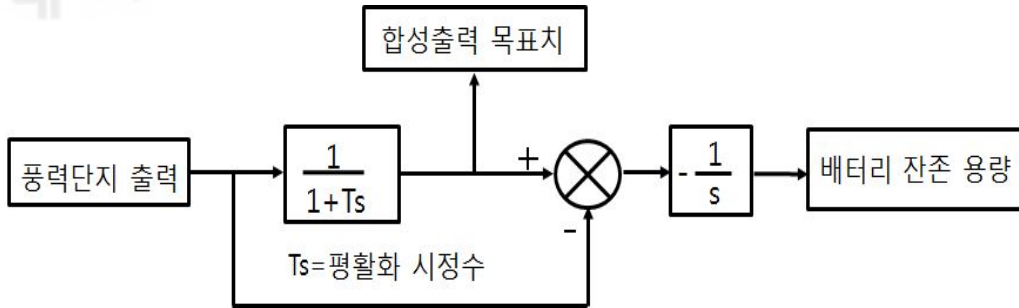 합성출력 목표치
풍력단지 출력
1
1+Ts
+
-
- 1
s
배터리 잔존 용량
Ts=평활화 시정수